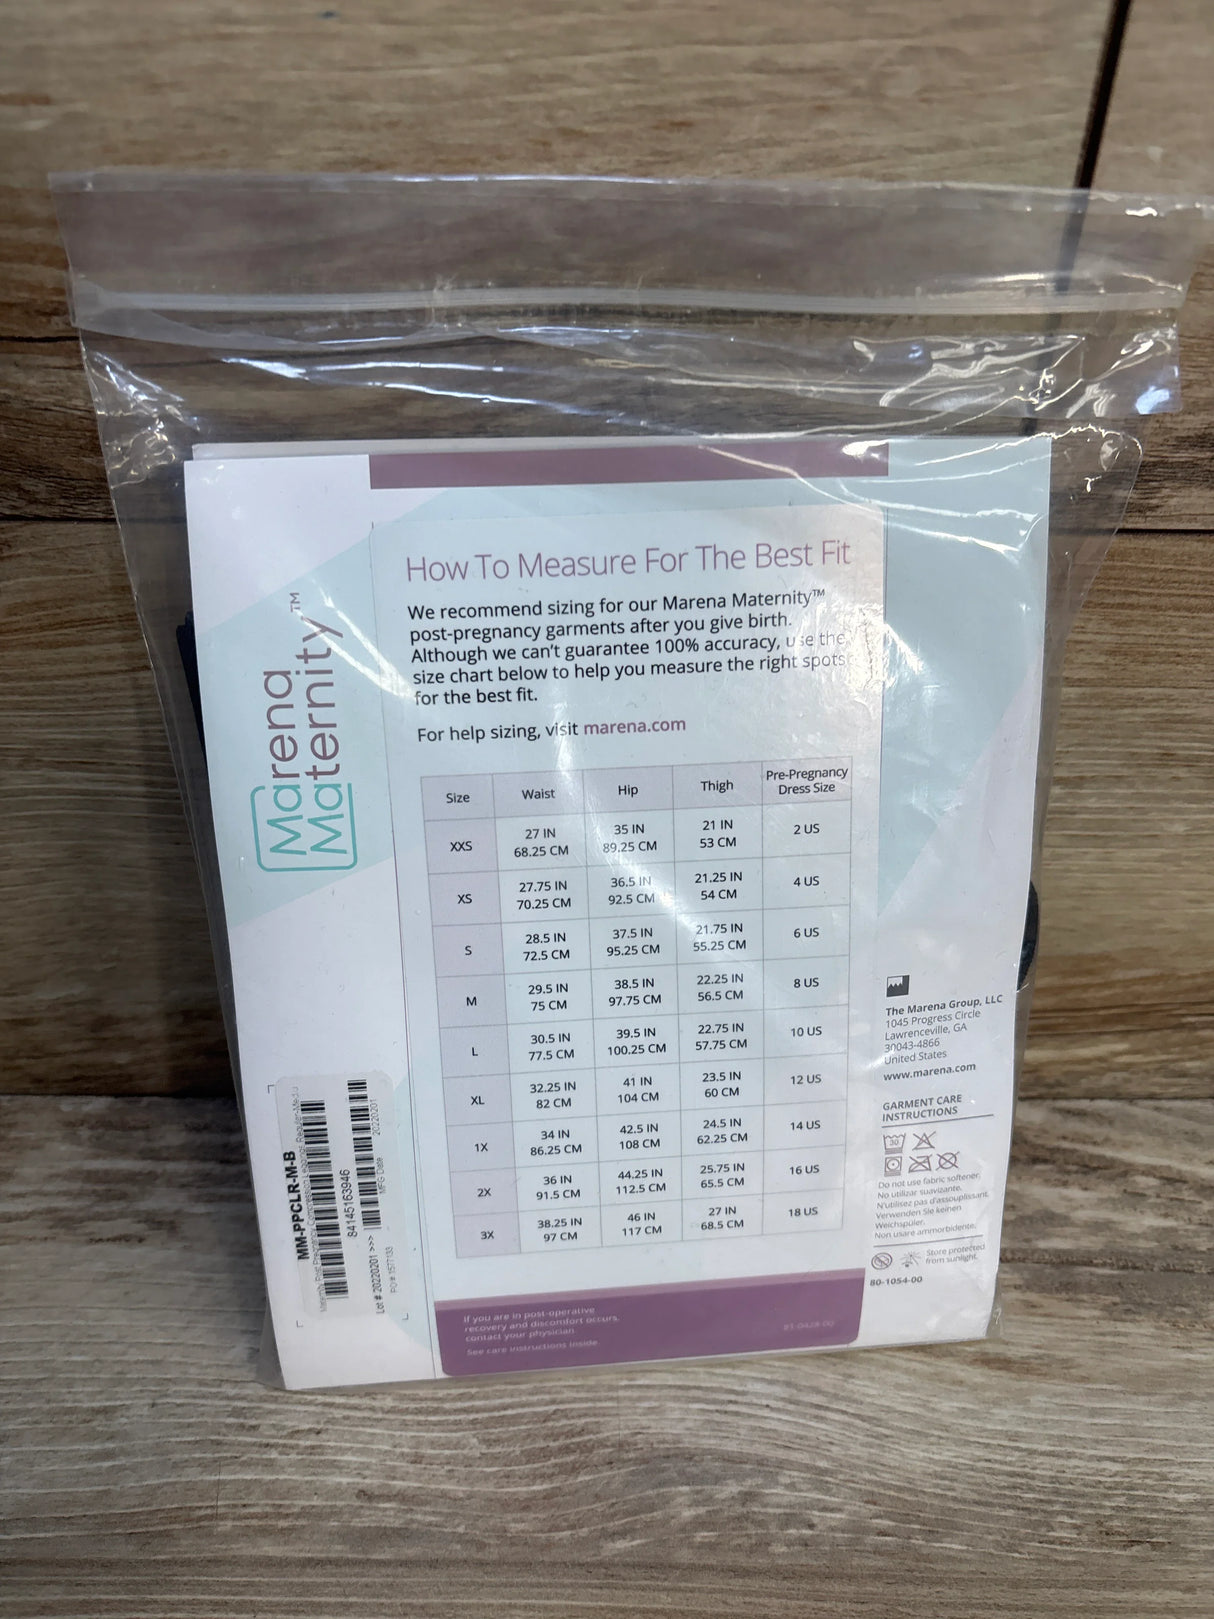 Marena
Maternity™
How To Measure For The Best Fit
We recommend sizing for our Marena Maternity™
post-pregnancy garments after you give birth.
Although we can't guarantee 100% accuracy, use the
size chart below to help you measure the right spots
for the best fit.
For help sizing, visit marena.com
Size Waist Hip Thigh Pre-Pregnancy Dress Size
XXS 27 IN 68.25 CM 35 IN 89.25 CM 21 IN 53 CM 2 US
XS 27.75 IN 70.25 CM 36.5 IN 92.5 CM 21.25 IN 54 CM 4 US
S 28.5 IN 72.5 CM 37.5 IN 95.25 CM 21.75 IN 55.25 CM 6 US
M 29.5 IN 75 CM 38.5 IN 97.75 CM 22.25 IN 56.5 CM 8 US
L 30.5 IN 77.5 CM 39.5 IN 100.25 CM 22.75 IN 57.75 CM 10 US
XL 32.25 IN 82 CM 41 IN 104 CM 23.5 IN 60 CM 12 US
1X 34 IN 86.25 CM 42.5 IN 108 CM 24.5 IN 62.25 CM 14 US
2X 36 IN 91.5 CM 44.25 IN 112.5 CM 25.75 IN 65.5 CM 16 US
3X 38.25 IN 97 CM 46 IN 117 CM 27 IN 68.5 CM 18 US
If you are in post-operative
recovery and discomfort occurs,
contact your physician.
See care instructions inside.
81-0428-00
The Marena Group, LLC
1045 Progress Circle
Lawrenceville, GA
30043-4866
United States
www.marena.com
GARMENT CARE
INSTRUCTIONS
30
Do not use fabric softener.
No utilizar suavizante.
N'utilisez pas d'assouplissant.
Verwenden Sie keinen
Weichspüler.
Non usare ammorbidente.
Store protected
from sunlight.
80-1054-00
MM-PPCLR-M-B
Maternity Post Pregnancy Compression Legging
84145163946
Lot # 20220201 >>>
MFG Date 20220201
PO # 1577133